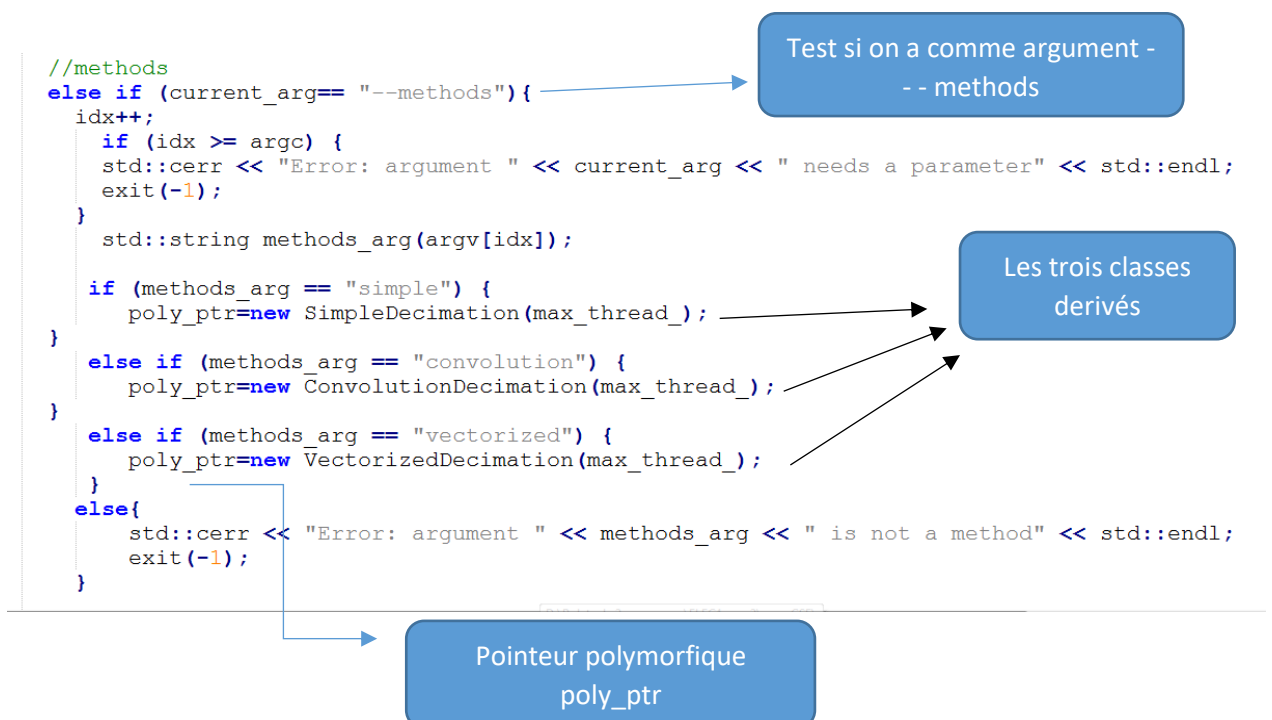 Test si on a comme argument -
- - methods
//methods
else if (current_arg== "--methods"){
idx++;
if (idx >= argc) {
std::cerr << "Error: argument " << current_arg << " needs a parameter" << std::endl;
exit(-1);
}
std::string methods_arg(argv[idx]);
Les trois classes
derivés
if (methods_arg == "simple") {
poly_ptr=new SimpleDecimation(max_thread_);
}
else if (methods_arg == "convolution") {
poly_ptr=new ConvolutionDecimation(max_thread_);
}
else if (methods_arg == "vectorized") {
poly_ptr=new VectorizedDecimation(max_thread_);
}
else{
std::cerr << "Error: argument " << methods_arg << " is not a method" << std::endl;
exit(-1);
}
Pointeur polymorfique
poly_ptr